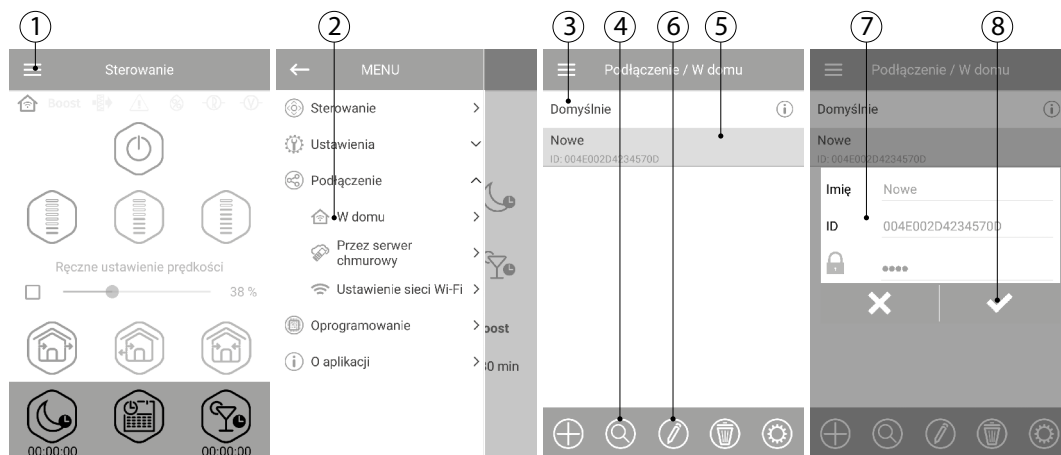 1
2
3
4
6
5
7
8
Sterowanie
Boost
Ręczne ustawienie prędkości
38 %
00:00:00
00:00:00
MENU
Sterowanie
Ustawienia
Podłączenie
W domu
Przez serwer
chmurowy
Ustawienie sieci Wi-Fi
Oprogramowanie
O aplikacji
oost
30 min
Podłączenie / W domu
Domyślnie
Nowe
ID: 004E002D4234570D
Podłączenie / W domu
Domyślnie
Nowe
ID: 004E002D4234570D
Imię
Nowe
ID
004E002D4234570D